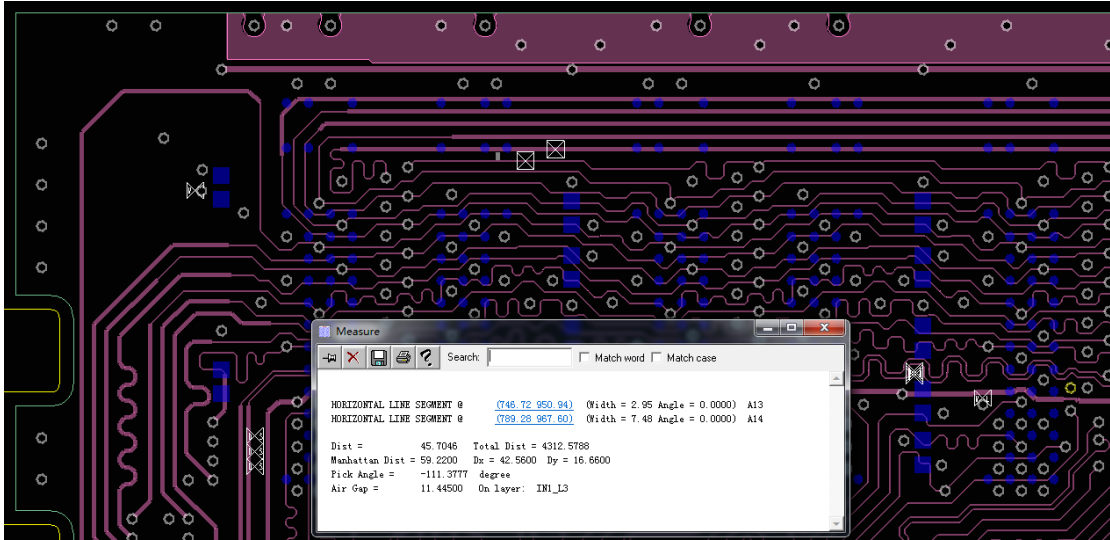 Measure
Search: Match word Match case
HORIZONTAL LINE SEGMENT @ (746.72 950.94) (Width = 2.95 Angle = 0.0000) A13
HORIZONTAL LINE SEGMENT @ (789.28 967.60) (Width = 7.48 Angle = 0.0000) A14
Dist = 45.7046 Total Dist = 4312.5788
Manhattan Dist = 59.2200 Dx = 42.5600 Dy = 16.6600
Pick Angle = -111.3777 degree
Air Gap = 11.44500 On layer: IN1_L3